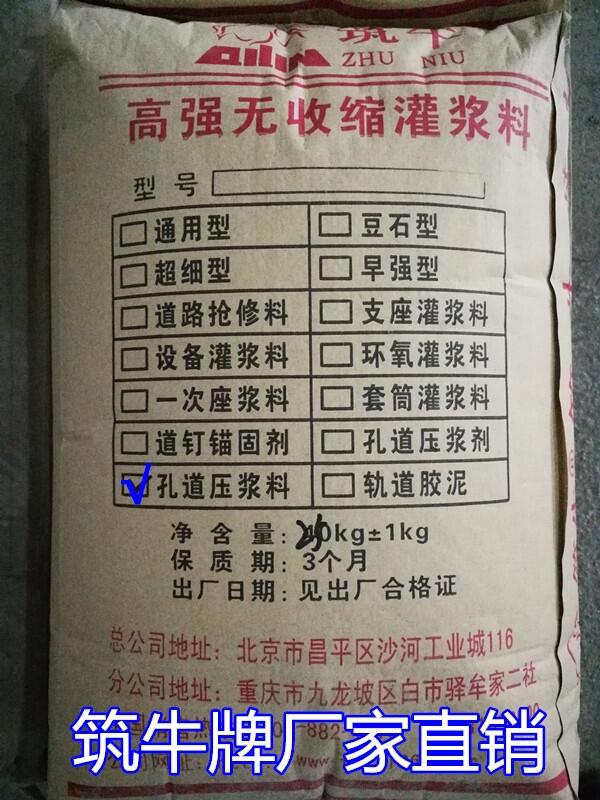 筑牛
ZHU NIU
高强无收缩灌浆料
型号
通用型 豆石型
超细型 早强型
道路抢修料 支座灌浆料
设备灌浆料 环氧灌浆料
一次座浆料 套筒灌浆料
道钉锚固剂 孔道压浆剂
√ 孔道压浆料 轨道胶泥
净含量: 0kg±1kg
保质期: 3个月
出厂日期: 见出厂合格证
总公司地址: 北京市昌平区沙河工业城116
分公司地址: 重庆市九龙坡区白市驿牟家二社
筑牛牌厂家直销